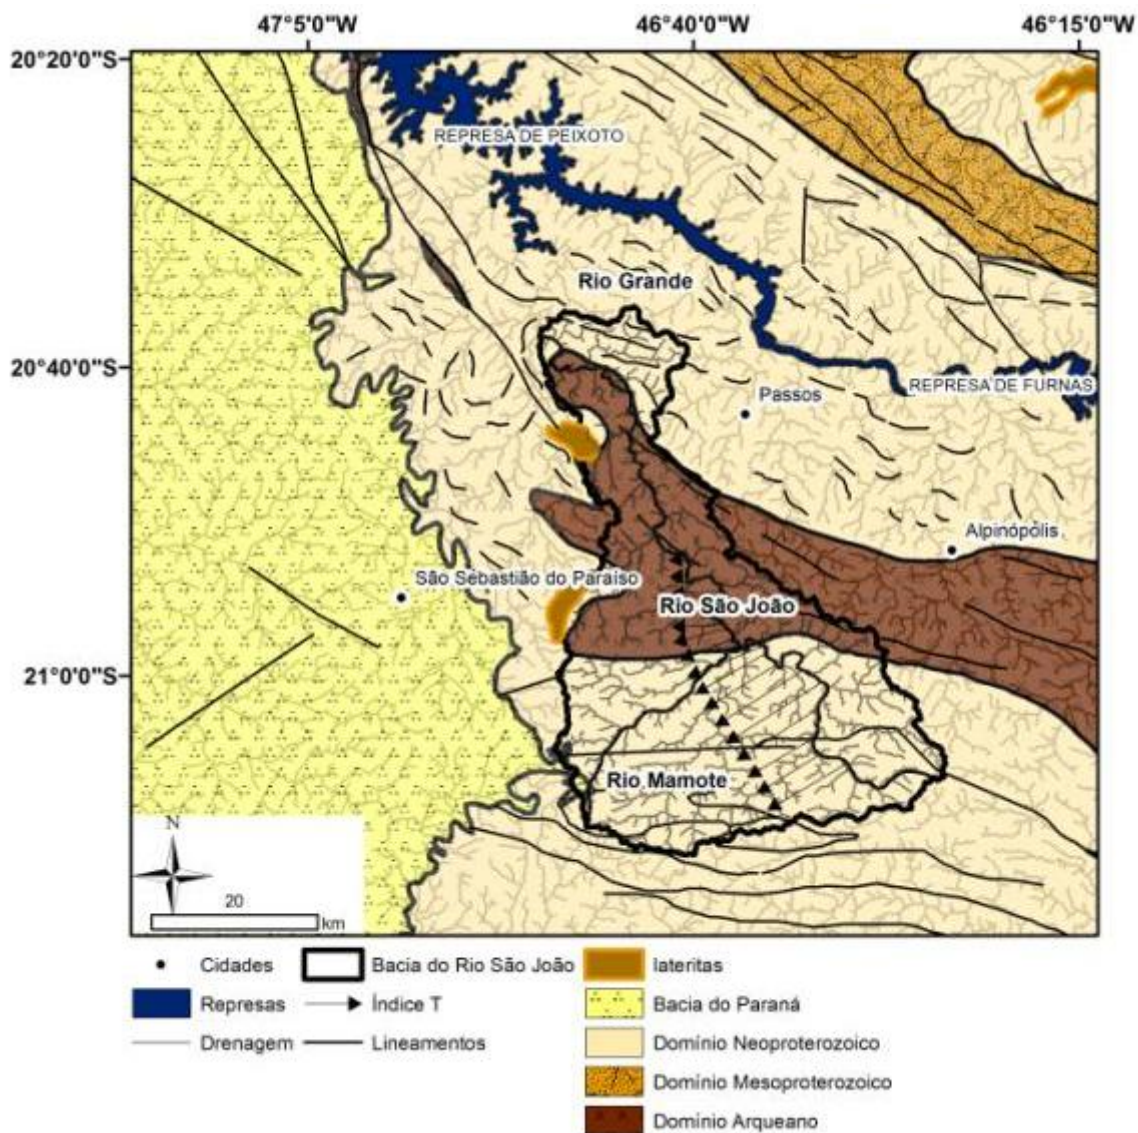 47°5'0"W 46°40'0"W 46°15'0"W
20°20'0"S
REPRESA DE PEIXOTO
Rio Grande
20°40'0"S
REPRESA DE FURNAS
Passos
Alpinópolis
São Sebastião do Paraíso
Rio São João
21°0'0"S
Rio Mamote
N
20
km
Cidades
Bacia do Rio São João
lateritas
Represas
Índice T
Bacia do Paraná
Drenagem
Lineamentos
Domínio Neoproterozoico
Domínio Mesoproterozoico
Domínio Arqueano